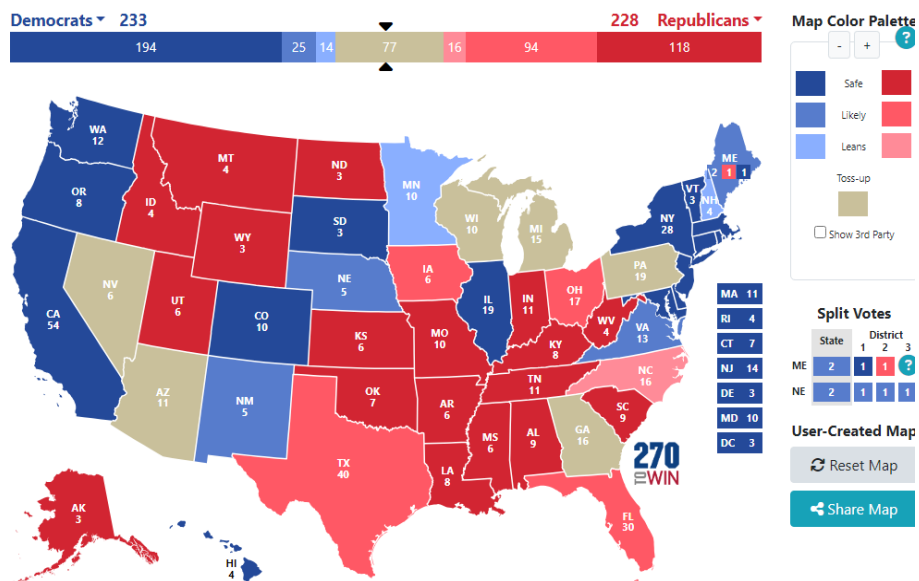 Democrats 233
228 Republicans
194 25 14 77 16 94 118
Map Color Palette
?
- +
Safe
Likely
Leans
Toss-up
Show 3rd Party
WA
12
OR
8
CA
54
NV
6
ID
4
MT
4
WY
3
UT
6
AZ
11
CO
10
NM
5
ND
3
SD
3
NE
5
KS
6
OK
7
TX
40
MN
10
IA
6
MO
10
AR
6
LA
8
WI
10
IL
19
MI
15
IN
11
OH
17
KY
8
TN
11
MS
6
AL
9
GA
16
FL
30
SC
9
NC
16
VA
13
WV
4
PA
19
NY
28
VT
3
NH
4
ME
2 1 1
AK
3
HI
4
MA 11
RI 4
CT 7
NJ 14
DE 3
MD 10
DC 3
270
TO WIN
Split Votes
State District
1 2 3
ME 2 1 1 ?
NE 2 1 1 1
User-Created Map
Reset Map
Share Map